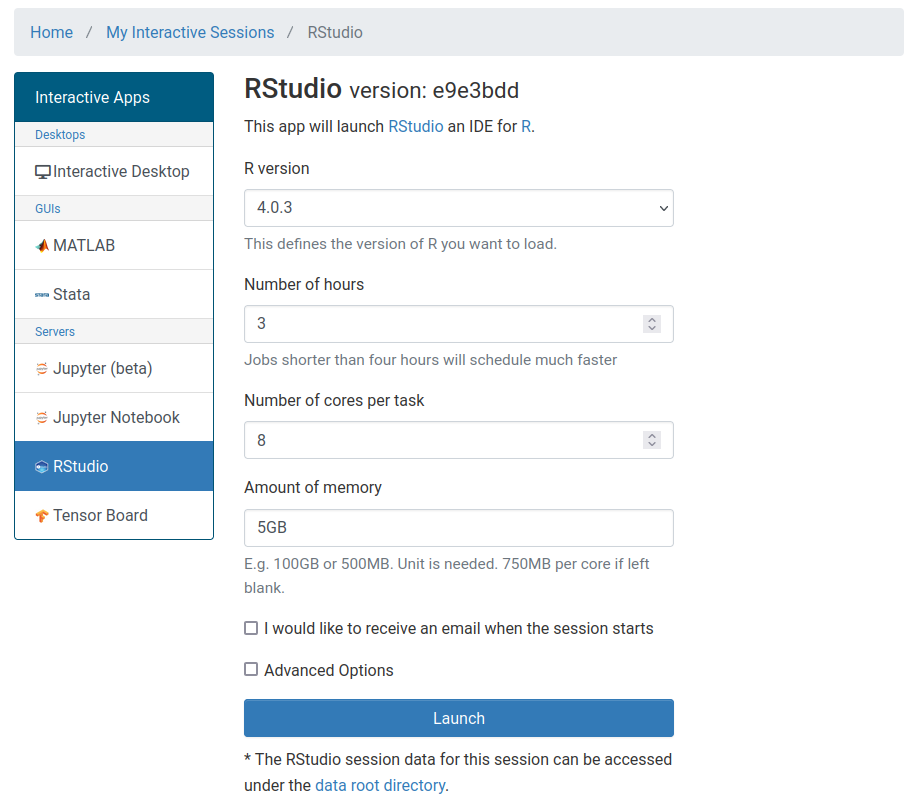 Home / My Interactive Sessions / RStudio
Interactive Apps
Desktops
Interactive Desktop
GUIs
MATLAB
Stata
Servers
Jupyter (beta)
Jupyter Notebook
RStudio
Tensor Board
RStudio version: e9e3bdd
This app will launch RStudio an IDE for R.
R version
4.0.3
This defines the version of R you want to load.
Number of hours
3
Jobs shorter than four hours will schedule much faster
Number of cores per task
8
Amount of memory
5GB
E.g. 100GB or 500MB. Unit is needed. 750MB per core if left
blank.
I would like to receive an email when the session starts
Advanced Options
Launch
* The RStudio session data for this session can be accessed
under the data root directory.